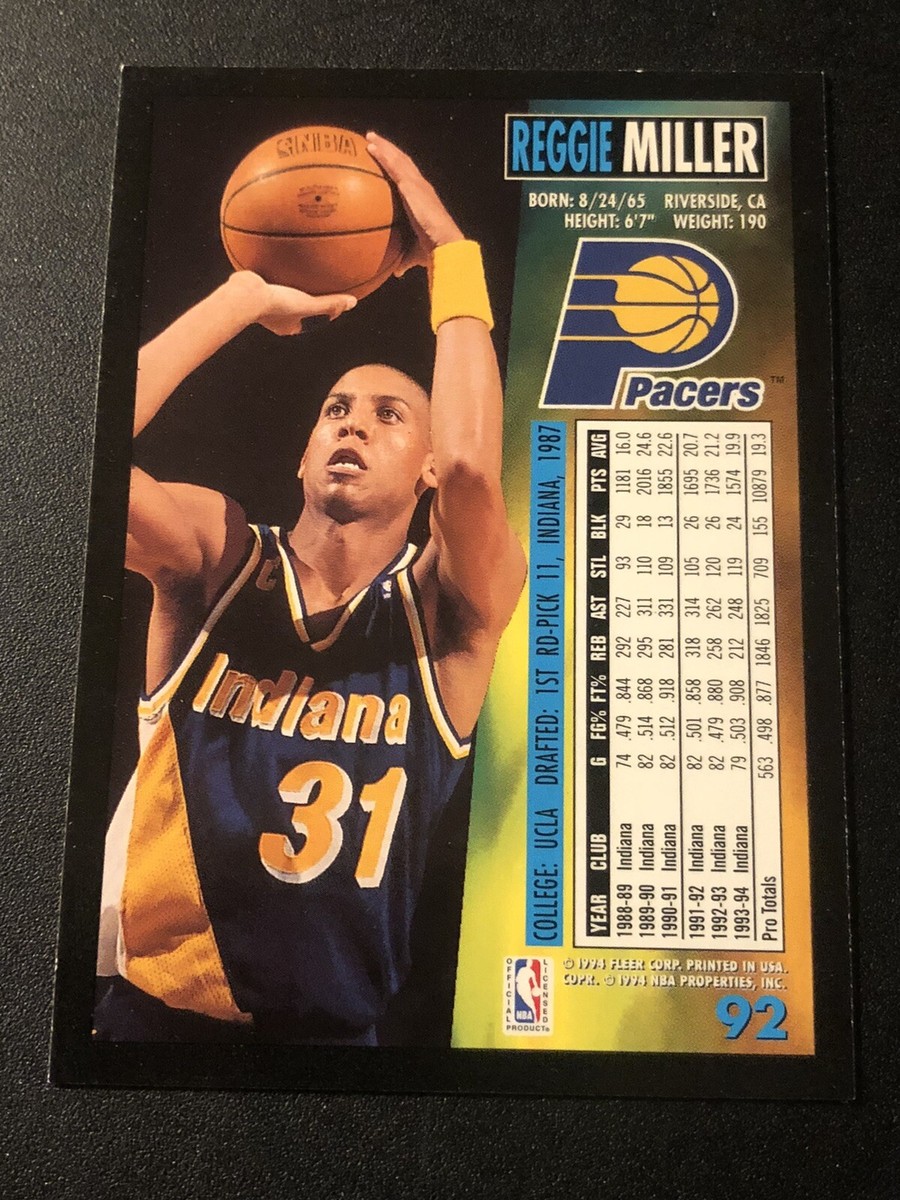 SNBA
REGGIE MILLER
BORN: 8/24/65 RIVERSIDE, CA
HEIGHT: 6'7" WEIGHT: 190
Pacers TM
Indiana
31
COLLEGE: UCLA DRAFTED: 1ST RD-PICK 11, INDIANA, 1987
YEAR CLUB G FG% FT% REB AST STL BLK PTS AVG
1988-89 Indiana 74 .479 .844 292 227 93 29 1181 16.0
1989-90 Indiana 82 .514 .868 295 311 110 18 2016 24.6
1990-91 Indiana 82 .512 .918 281 331 109 13 1855 22.6
1991-92 Indiana 82 .501 .858 318 314 105 26 1695 20.7
1992-93 Indiana 82 .479 .880 258 262 120 26 1736 21.2
1993-94 Indiana 79 .503 .908 212 248 119 24 1574 19.9
Pro Totals 563 .498 .877 1846 1825 709 155 10879 19.3
OFFICIAL LICENSED
NBA
PRODUCT®
© 1994 FLEER CORP. PRINTED IN USA.
CUPR. © 1994 NBA PROPERTIES, INC.
92